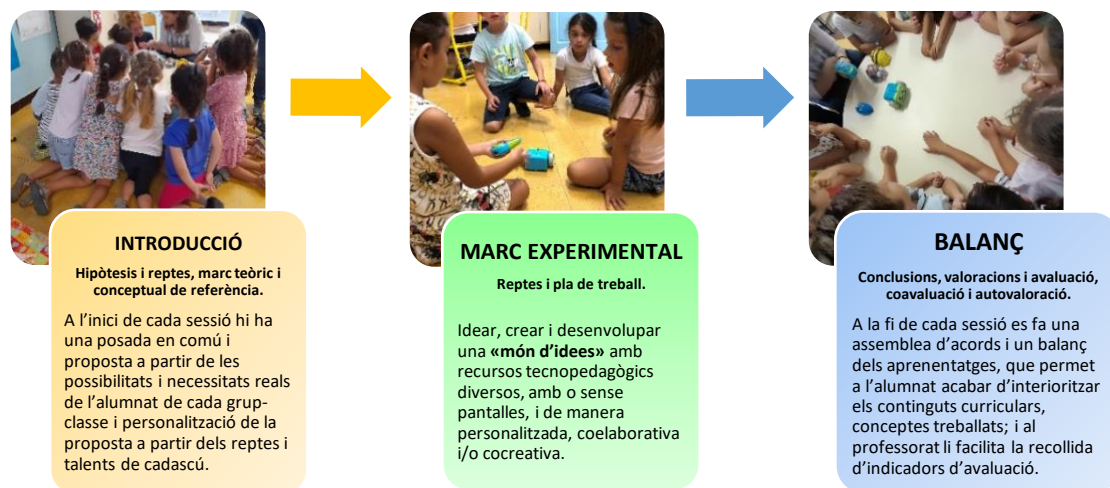 INTRODUCCIÓ
Hipòtesis i reptes, marc teòric i
conceptual de referència.
A l’inici de cada sessió hi ha
una posada en comú i
proposta a partir de les
possibilitats i necessitats reals
de l’alumnat de cada grup-
classe i personalització de la
proposta a partir dels reptes i
talents de cadascú.
MARC EXPERIMENTAL
Reptes i pla de treball.
Idear, crear i desenvolupar
una «món d’idees» amb
recursos tecnopedagògics
diversos, amb o sense
pantalles, i de manera
personalitzada, coelaborativa
i/o cocreativa.
BALANÇ
Conclusions, valoracions i avaluació,
coavaluació i autovaloració.
A la fi de cada sessió es fa una
assemblea d’acords i un balanç
dels aprenentatges, que permet
a l’alumnat acabar d’interioritzar
els continguts curriculars,
conceptes treballats; i al
professorat li facilita la recollida
d’indicadors d’avaluació.